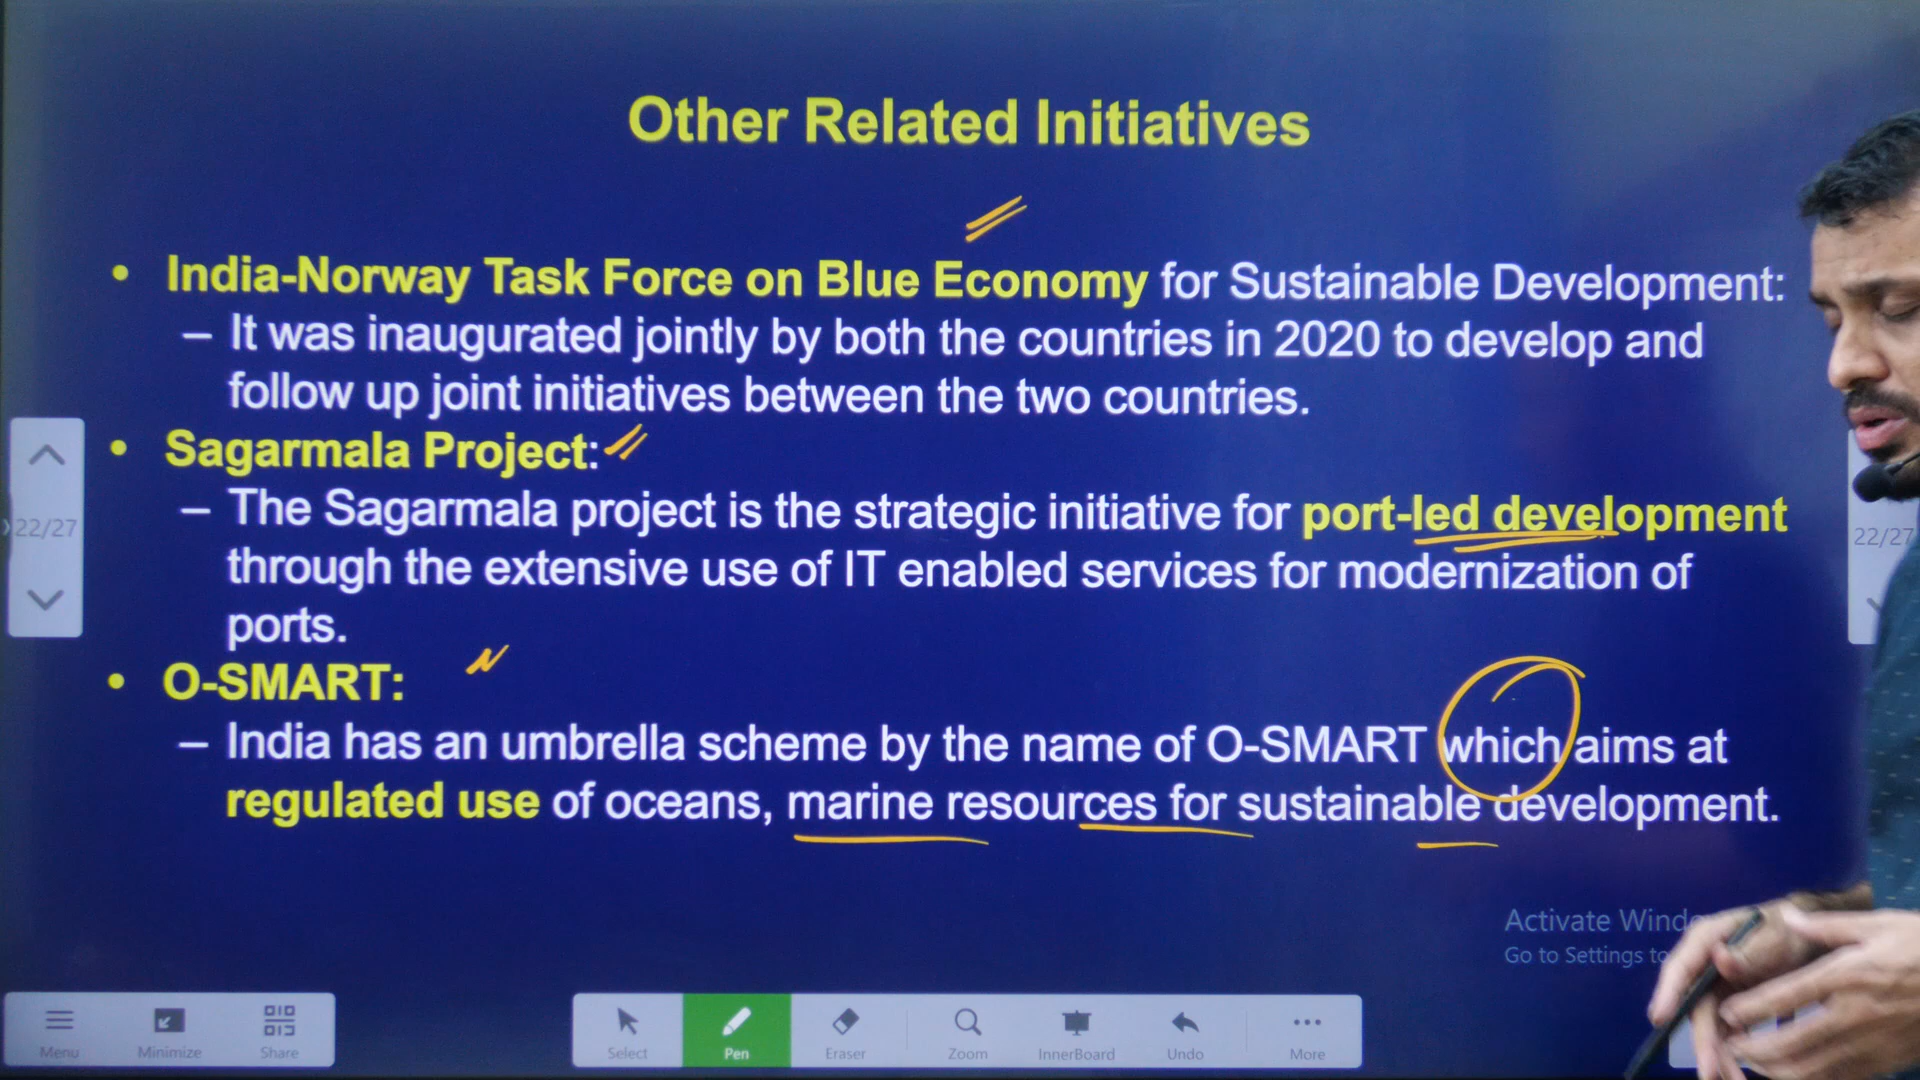 Other Related Initiatives
• India-Norway Task Force on Blue Economy for Sustainable Development:
– It was inaugurated jointly by both the countries in 2020 to develop and
follow up joint initiatives between the two countries.
• Sagarmala Project:
– The Sagarmala project is the strategic initiative for port-led development
through the extensive use of IT enabled services for modernization of
ports.
• O-SMART:
– India has an umbrella scheme by the name of O-SMART which aims at
regulated use of oceans, marine resources for sustainable development.
22/27
22/27
Activate
Go to Settings to
Menu Minimize Share
Select Pen Eraser Zoom InnerBoard Undo More